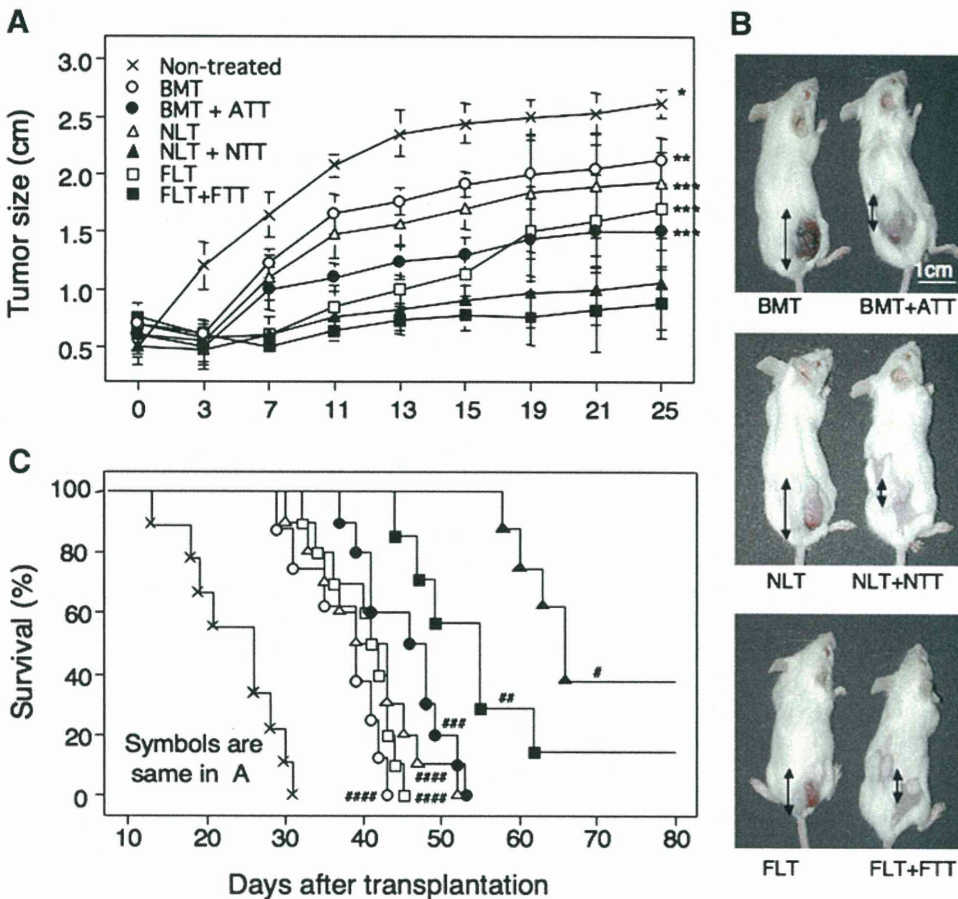 A
B
Tumor size (cm)
3.0
2.5
2.0
1.5
1.0
0.5
Non-treated
BMT
BMT + ATT
NLT
NLT + NTT
FLT
FLT+FTT
*
**
***
***
***
0 3 7 11 13 15 19 21 25
1cm
BMT BMT+ATT
NLT NLT+NTT
FLT FLT+FTT
C
Survival (%)
100
80
60
40
20
0
Symbols are
same in A
#
##
###
####
####
####
10 20 30 40 50 60 70 80
Days after transplantation